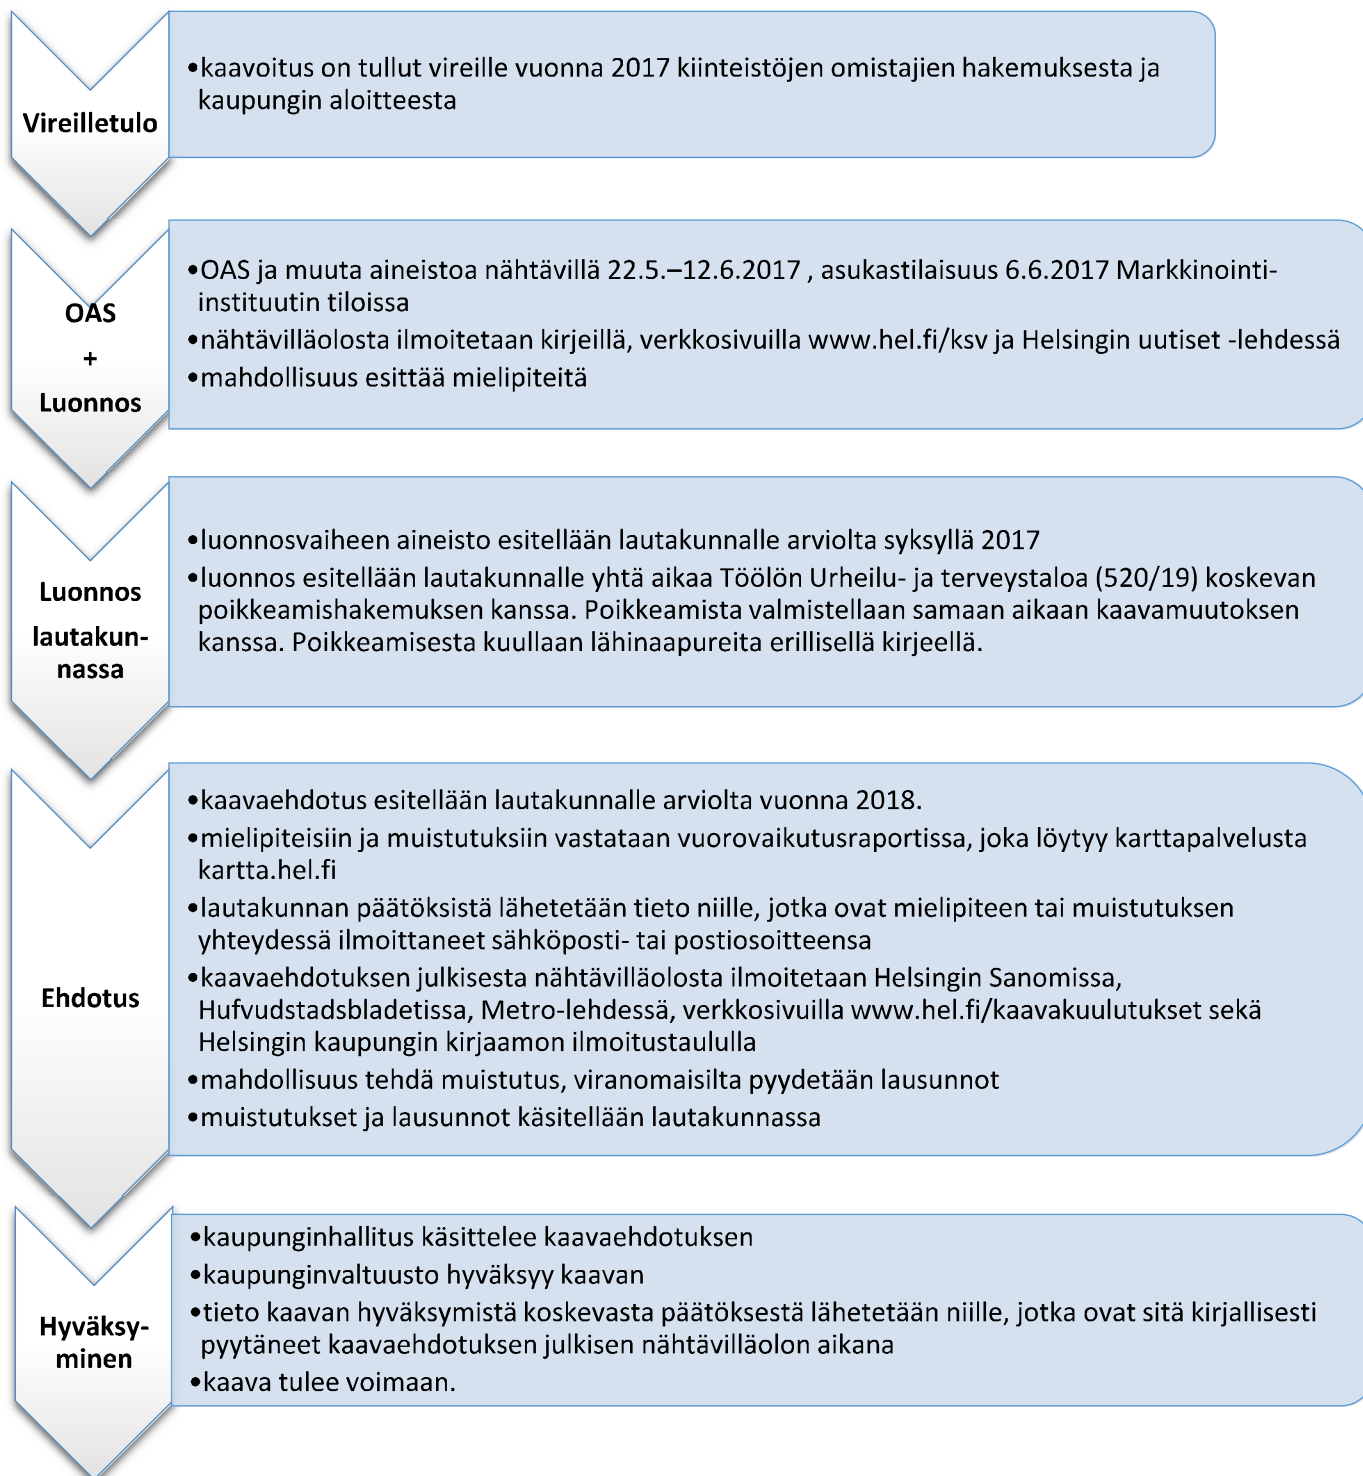 Vireilletulo
•kaavoitus on tullut vireille vuonna 2017 kiinteistöjen omistajien hakemuksesta ja
kaupungin aloitteesta
OAS
+
Luonnos
•OAS ja muuta aineistoa nähtävillä 22.5.–12.6.2017 , asukastilaisuus 6.6.2017 Markkinointi-
instituutin tiloissa
•nähtävilläolosta ilmoitetaan kirjeillä, verkkosivuilla www.hel.fi/ksv ja Helsingin uutiset -lehdessä
•mahdollisuus esittää mielipiteitä
Luonnos
lautakun-
nassa
•luonnosvaiheen aineisto esitellään lautakunnalle arviolta syksyllä 2017
•luonnos esitellään lautakunnalle yhtä aikaa Töölön Urheilu- ja terveystaloa (520/19) koskevan
poikkeamishakemuksen kanssa. Poikkeamista valmistellaan samaan aikaan kaavamuutoksen
kanssa. Poikkeamisesta kuullaan lähinaapureita erillisellä kirjeellä.
Ehdotus
•kaavaehdotus esitellään lautakunnalle arviolta vuonna 2018.
•mielipiteisiin ja muistutuksiin vastataan vuorovaikutusraportissa, joka löytyy karttapalvelusta
kartta.hel.fi
•lautakunnan päätöksistä lähetetään tieto niille, jotka ovat mielipiteen tai muistutuksen
yhteydessä ilmoittaneet sähköposti- tai postiosoitteensa
•kaavaehdotuksen julkisesta nähtävilläolosta ilmoitetaan Helsingin Sanomissa,
Hufvudstadsbladetissa, Metro-lehdessä, verkkosivuilla www.hel.fi/kaavakuulutukset sekä
Helsingin kaupungin kirjaamon ilmoitustaululla
•mahdollisuus tehdä muistutus, viranomaisilta pyydetään lausunnot
•muistutukset ja lausunnot käsitellään lautakunnassa
Hyväksy-
minen
•kaupunginhallitus käsittelee kaavaehdotuksen
•kaupunginvaltuusto hyväksyy kaavan
•tieto kaavan hyväksymistä koskevasta päätöksestä lähetetään niille, jotka ovat sitä kirjallisesti
pyytäneet kaavaehdotuksen julkisen nähtävilläolon aikana
•kaava tulee voimaan.